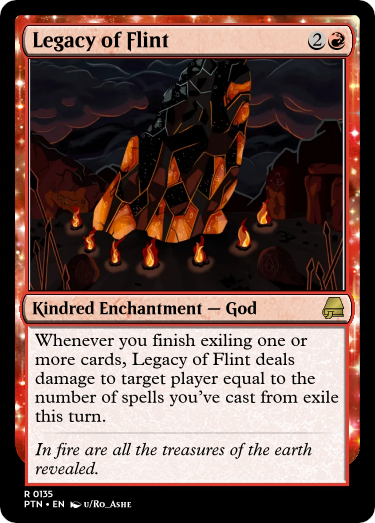 Legacy of Flint 2
Kindred Enchantment — God
Whenever you finish exiling one or
more cards, Legacy of Flint deals
damage to target player equal to the
number of spells you've cast from exile
this turn.
In fire are all the treasures of the earth
revealed.
R 0135
PTN • EN u/Ro_Ashe